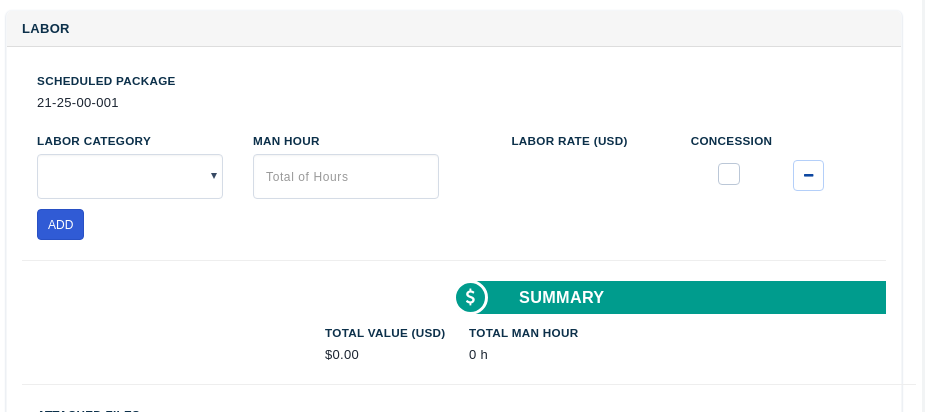 LABOR
SCHEDULED PACKAGE
21-25-00-001
LABOR CATEGORY MAN HOUR LABOR RATE (USD) CONCESSION
Total of Hours
ADD
$ SUMMARY
TOTAL VALUE (USD) TOTAL MAN HOUR
$0.00 0 h